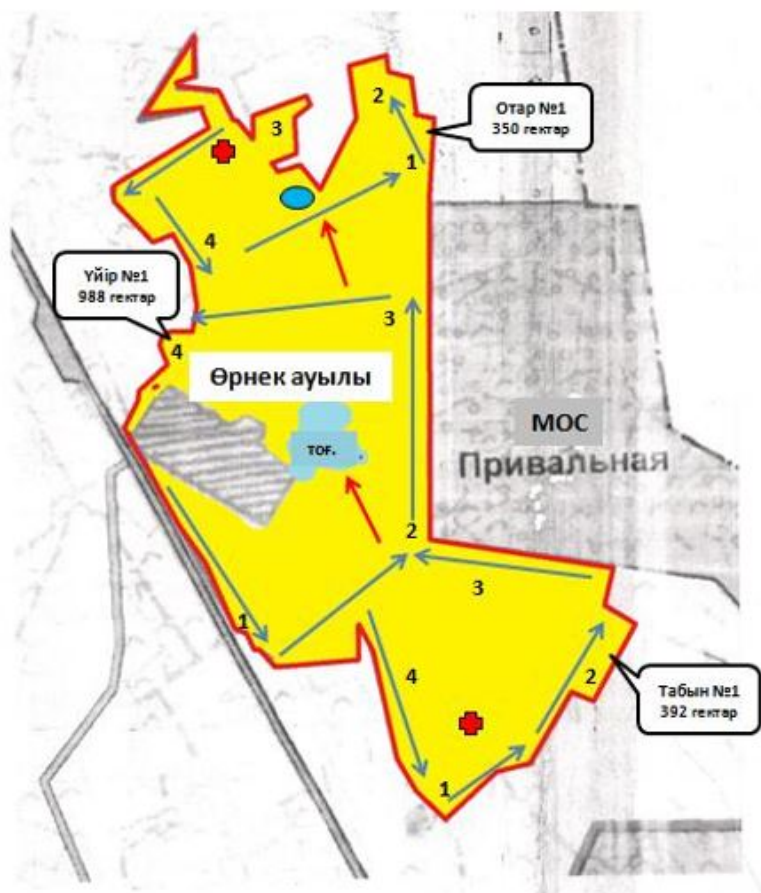 2
Отар №1
350 гектар
3
1
4
Үйір №1
988 гектар
3
4
Өрнек ауылы
МОС
тоғ.
Привальная
2
3
1
4
2
Табын №1
392 гектар
1